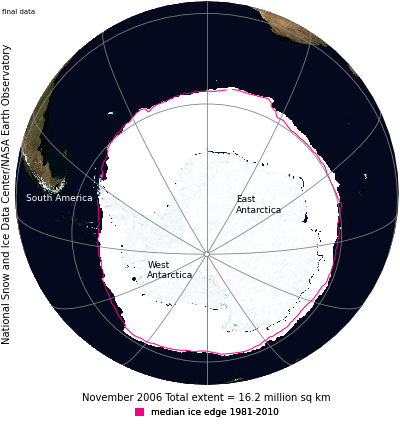 final data
National Snow and Ice Data Center/NASA Earth Observatory
South America
East
Antarctica
West
Antarctica
November 2006 Total extent = 16.2 million sq km
median ice edge 1981-2010